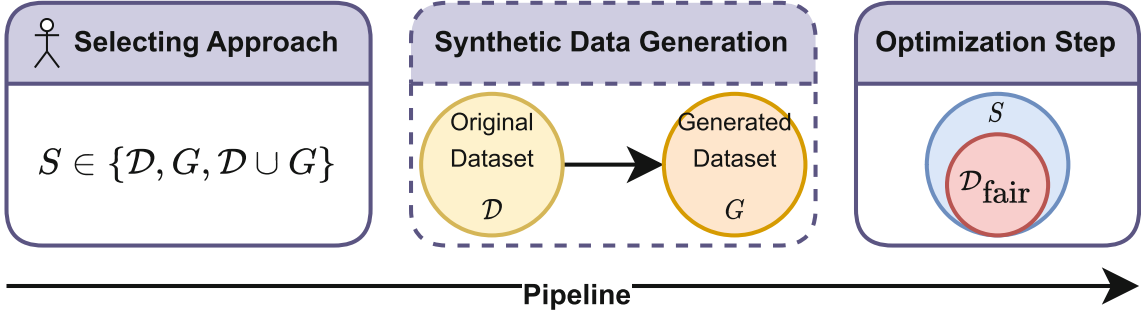 Selecting Approach
S ∈ {𝒟, G, 𝒟 ∪ G}
Synthetic Data Generation
Original
Dataset
𝒟
Generated
Dataset
G
Optimization Step
S
𝒟fair
Pipeline